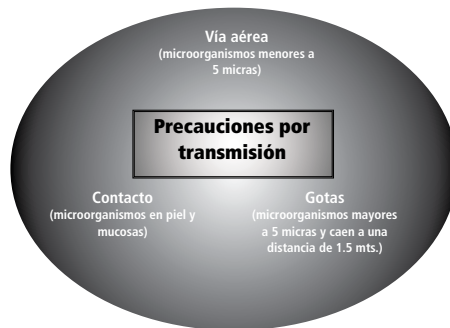 Vía aérea
(microorganismos menores a
5 micras)
Precauciones por
transmisión
Contacto
(microorganismos en piel y
mucosas)
Gotas
(microorganismos mayores
a 5 micras y caen a una
distancia de 1.5 mts.)